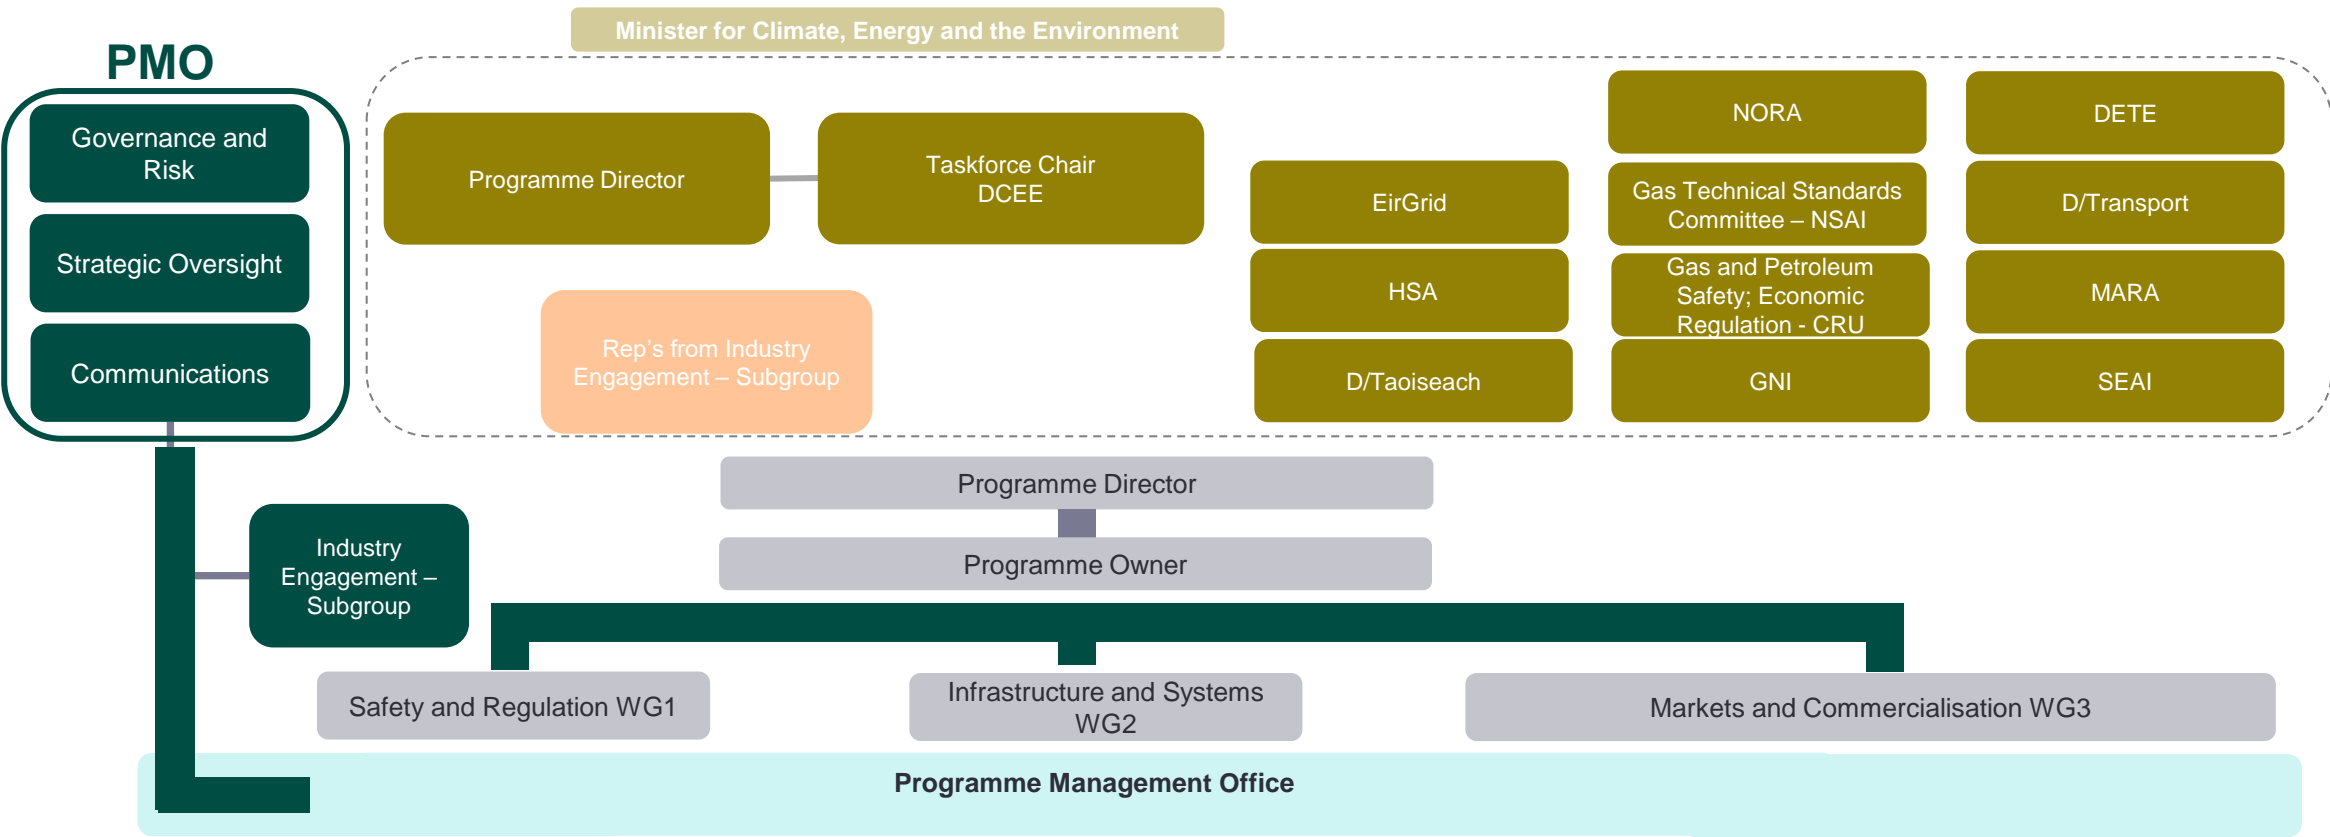 Minister for Climate, Energy and the Environment
PMO
Governance and
Risk
Strategic Oversight
Communications
Programme Director
Taskforce Chair
DCEE
Rep's from Industry
Engagement – Subgroup
EirGrid
HSA
D/Taoiseach
NORA
Gas Technical Standards
Committee – NSAI
Gas and Petroleum
Safety; Economic
Regulation - CRU
GNI
DETE
D/Transport
MARA
SEAI
Programme Director
Programme Owner
Industry
Engagement –
Subgroup
Safety and Regulation WG1
Infrastructure and Systems
WG2
Markets and Commercialisation WG3
Programme Management Office